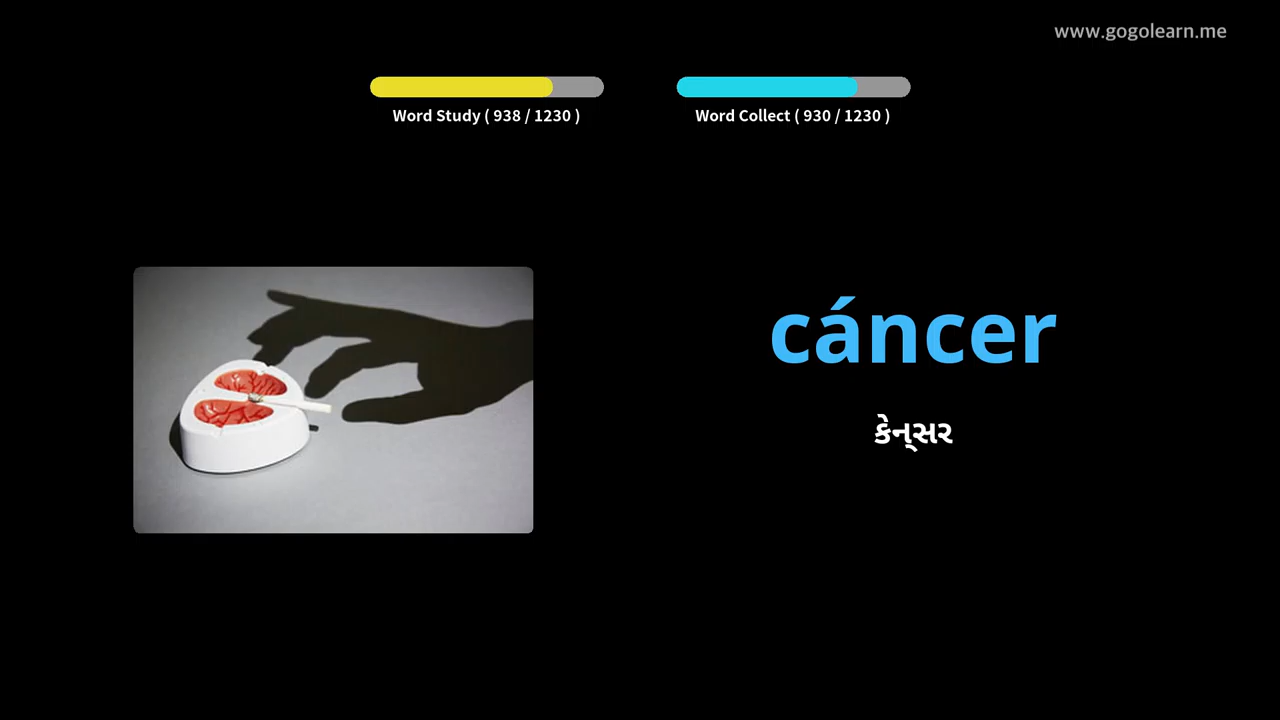 www.gogolearn.me
Word Study ( 938 / 1230 )
Word Collect ( 930 / 1230 )
cáncer
કેન્સર